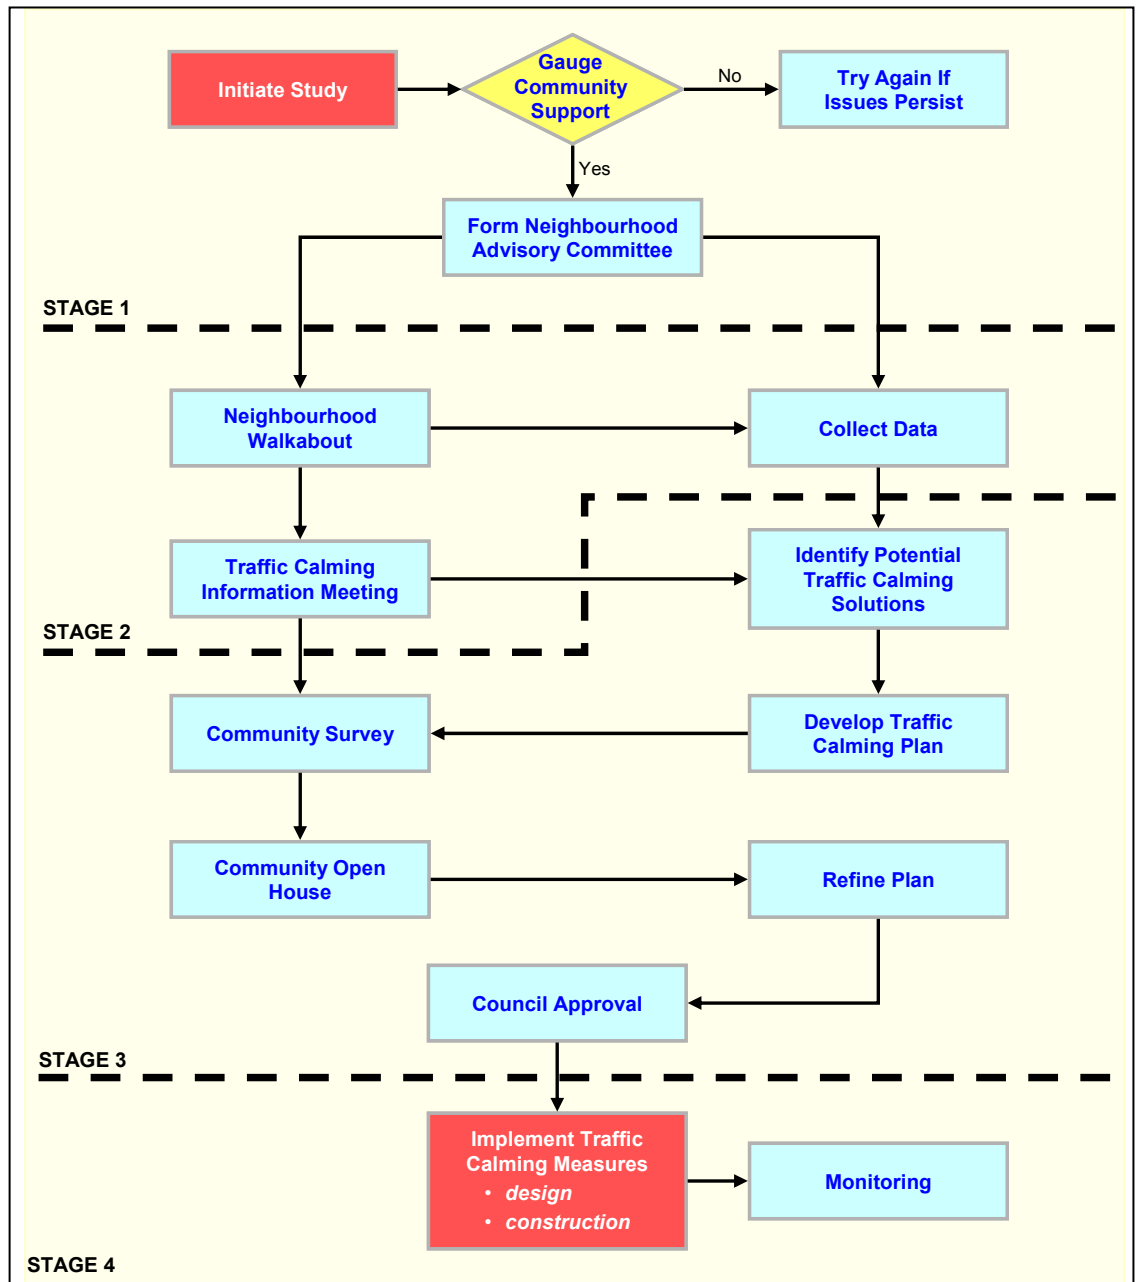 Initiate Study
Gauge
Community
Support
No
Try Again If
Issues Persist
Yes
Form Neighbourhood
Advisory Committee
STAGE 1
Neighbourhood
Walkabout
Collect Data
Traffic Calming
Information Meeting
Identify Potential
Traffic Calming
Solutions
STAGE 2
Community Survey
Develop Traffic
Calming Plan
Community Open
House
Refine Plan
Council Approval
STAGE 3
Implement Traffic
Calming Measures
• design
• construction
Monitoring
STAGE 4